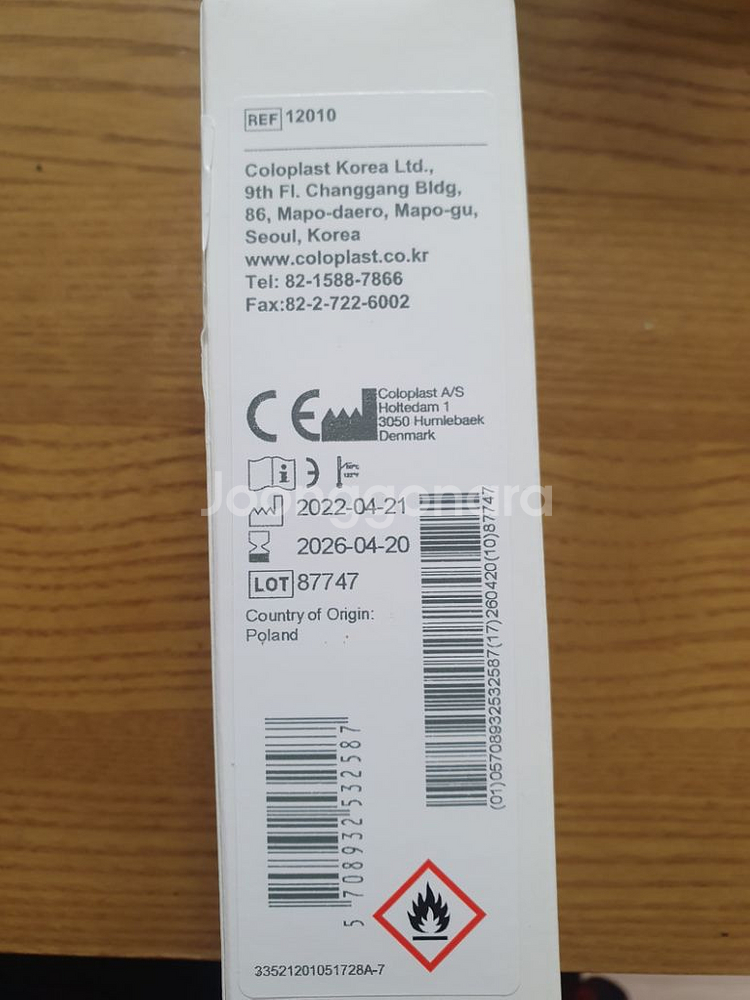 REF 12010
Coloplast Korea Ltd.,
9th Fl. Changgang Bldg,
86, Mapo-daero, Mapo-gu,
Seoul, Korea
www.coloplast.co.kr
Tel: 82-1588-7866
Fax:82-2-722-6002
CE
Coloplast A/S
Holtedam 1
3050 Humlebaek
Denmark
Joonggonara
2022-04-21
2026-04-20
LOT 87747
Country of Origin:
Poland
(01)05708932532587(17)260420(10)87747
5 708932 532587
33521201051728A-7